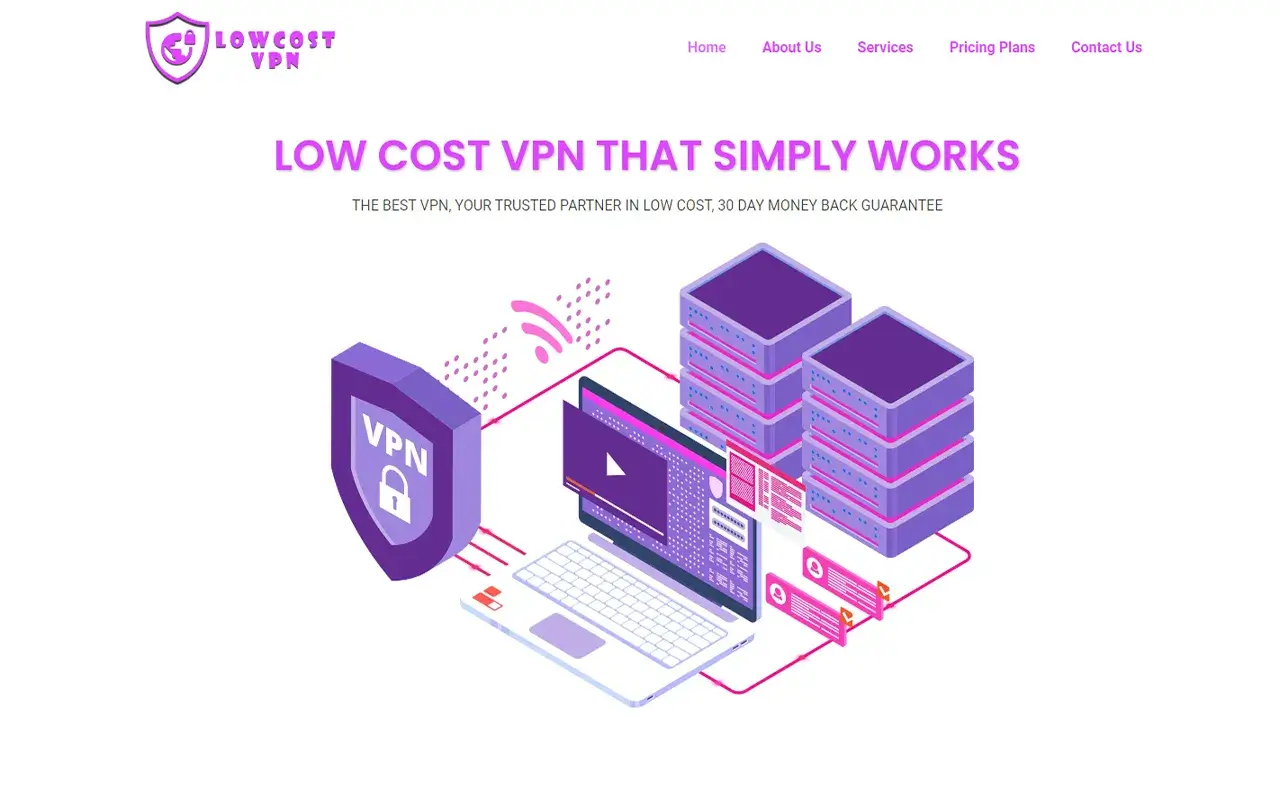 LOWCOST
VPN
Home
About Us
Services
Pricing Plans
Contact Us
LOW COST VPN THAT SIMPLY WORKS
THE BEST VPN, YOUR TRUSTED PARTNER IN LOW COST, 30 DAY MONEY BACK GUARANTEE
VPN